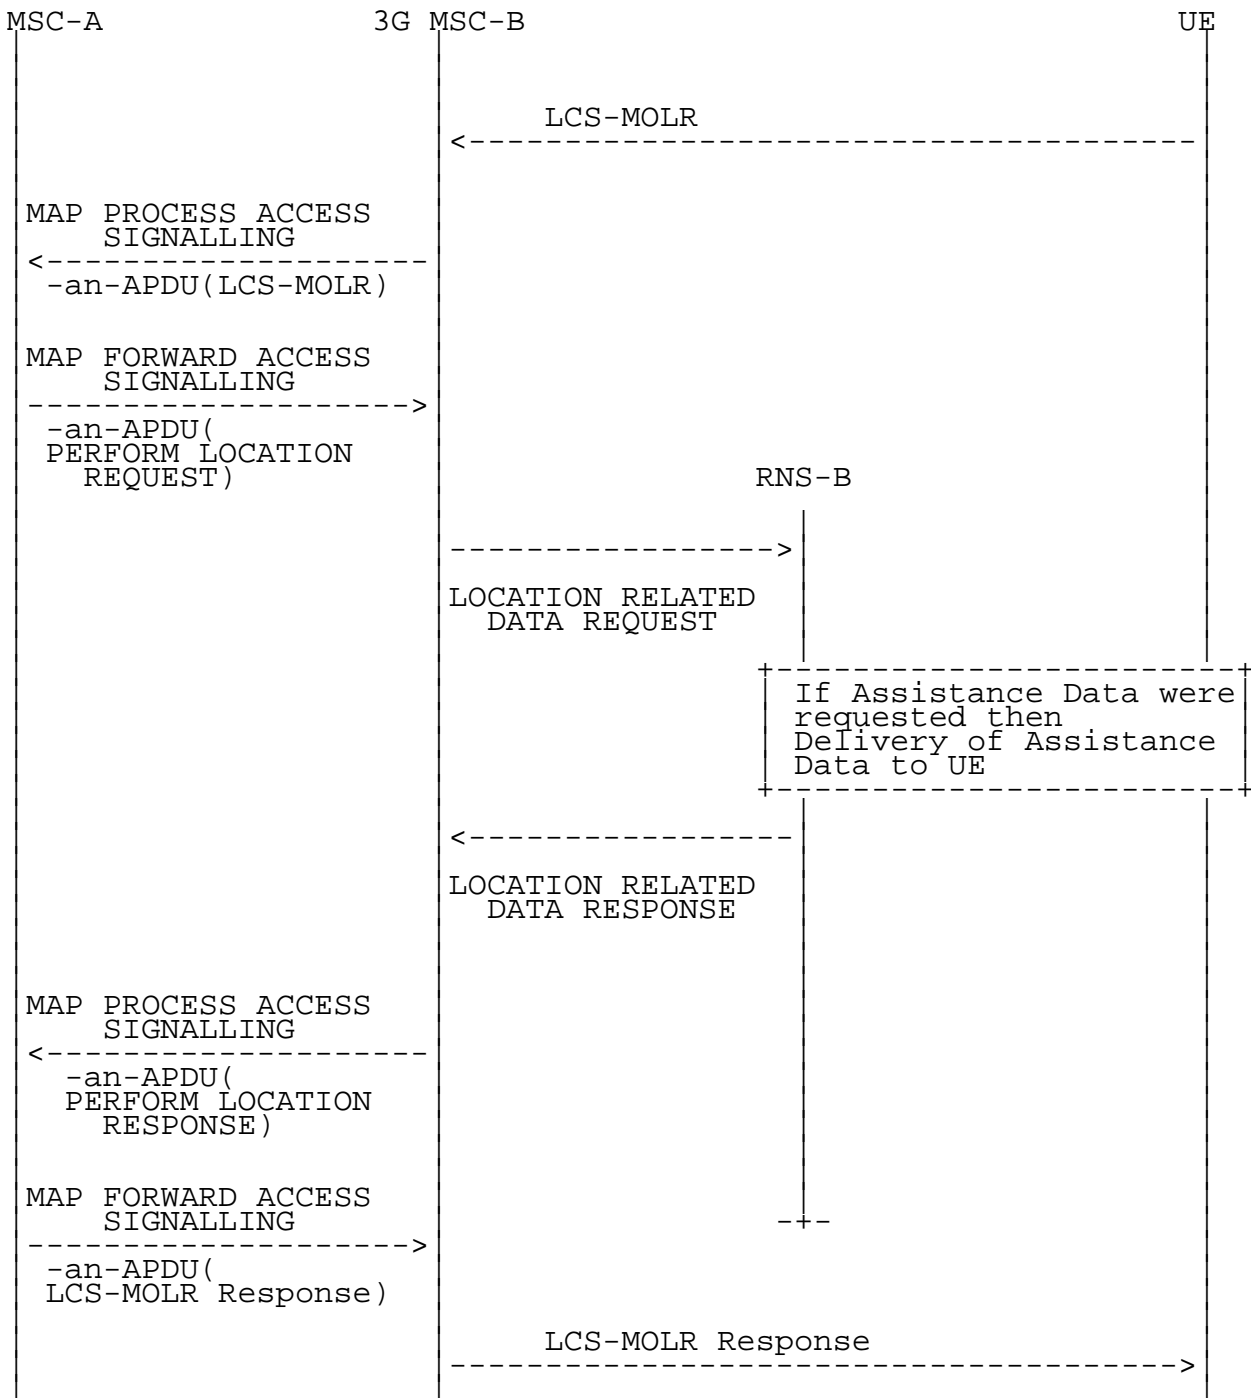 MSC-A 3G MSC-B UE
LCS-MOLR
MAP PROCESS ACCESS
SIGNALLING
-an-APDU(LCS-MOLR)
MAP FORWARD ACCESS
SIGNALLING
-an-APDU(
PERFORM LOCATION
REQUEST)
RNS-B
LOCATION RELATED
DATA REQUEST
If Assistance Data were
requested then
Delivery of Assistance
Data to UE
LOCATION RELATED
DATA RESPONSE
MAP PROCESS ACCESS
SIGNALLING
-an-APDU(
PERFORM LOCATION
RESPONSE)
MAP FORWARD ACCESS
SIGNALLING
-an-APDU(
LCS-MOLR Response)
LCS-MOLR Response